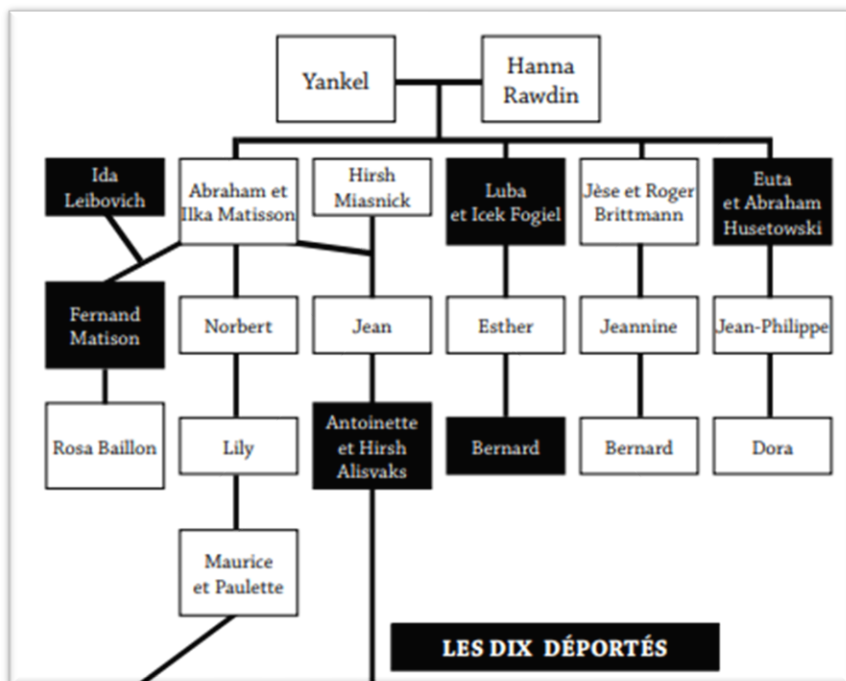 Yankel
Hanna
Rawdin
Ida
Leibovich
Abraham et
Ilka Matisson
Hirsh
Miasnick
Luba
et Icek Fogiel
Jèse et Roger
Brittmann
Euta
et Abraham
Husetowski
Fernand
Matison
Norbert
Jean
Esther
Jeannine
Jean-Philippe
Rosa Baillon
Lily
Antoinette
et Hirsh
Alisvaks
Bernard
Bernard
Dora
Maurice
et Paulette
LES DIX DÉPORTÉS